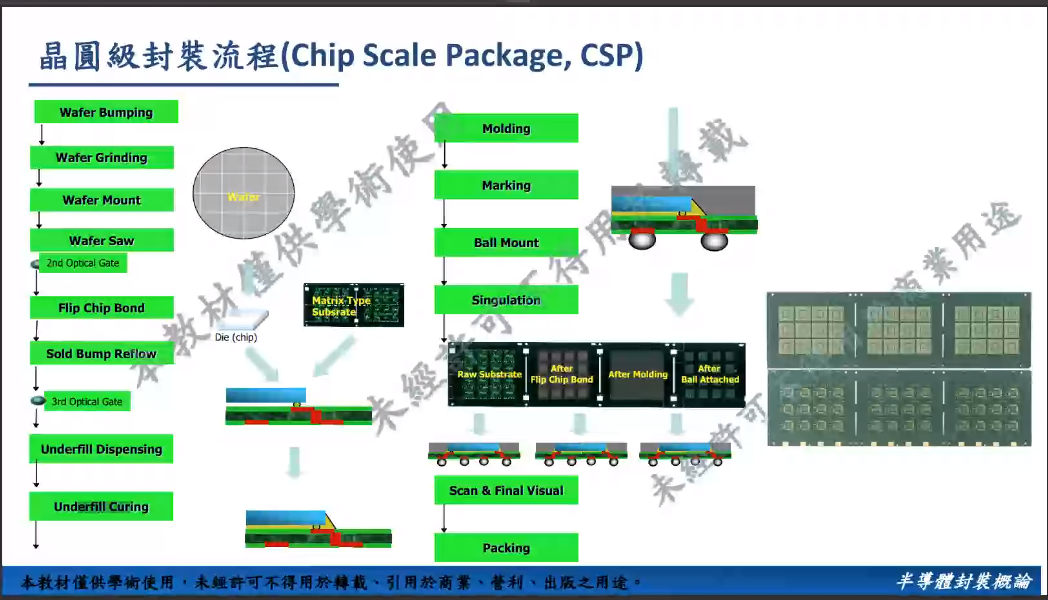 晶圓級封裝流程(Chip Scale Package, CSP)
Wafer Bumping
Wafer Grinding
Wafer Mount
Wafer Saw
2nd Optical Gate
Flip Chip Bond
Sold Bump Reflow
3rd Optical Gate
Underfill Dispensing
Underfill Curing
Wafer
Matrix Type
Subsrate
Die (chip)
Molding
Marking
Ball Mount
Singulation
Raw Substrate
After
Flip Chip Bond
After Molding
After
Ball Attached
Scan & Final Visual
Packing
本教材僅供學術使用
未經許可不得用於轉載
未經許可
商業用途
本教材僅供學術使用，未經許可不得用於轉載、引用於商業、營利、出版之用途。
半導體封裝概論